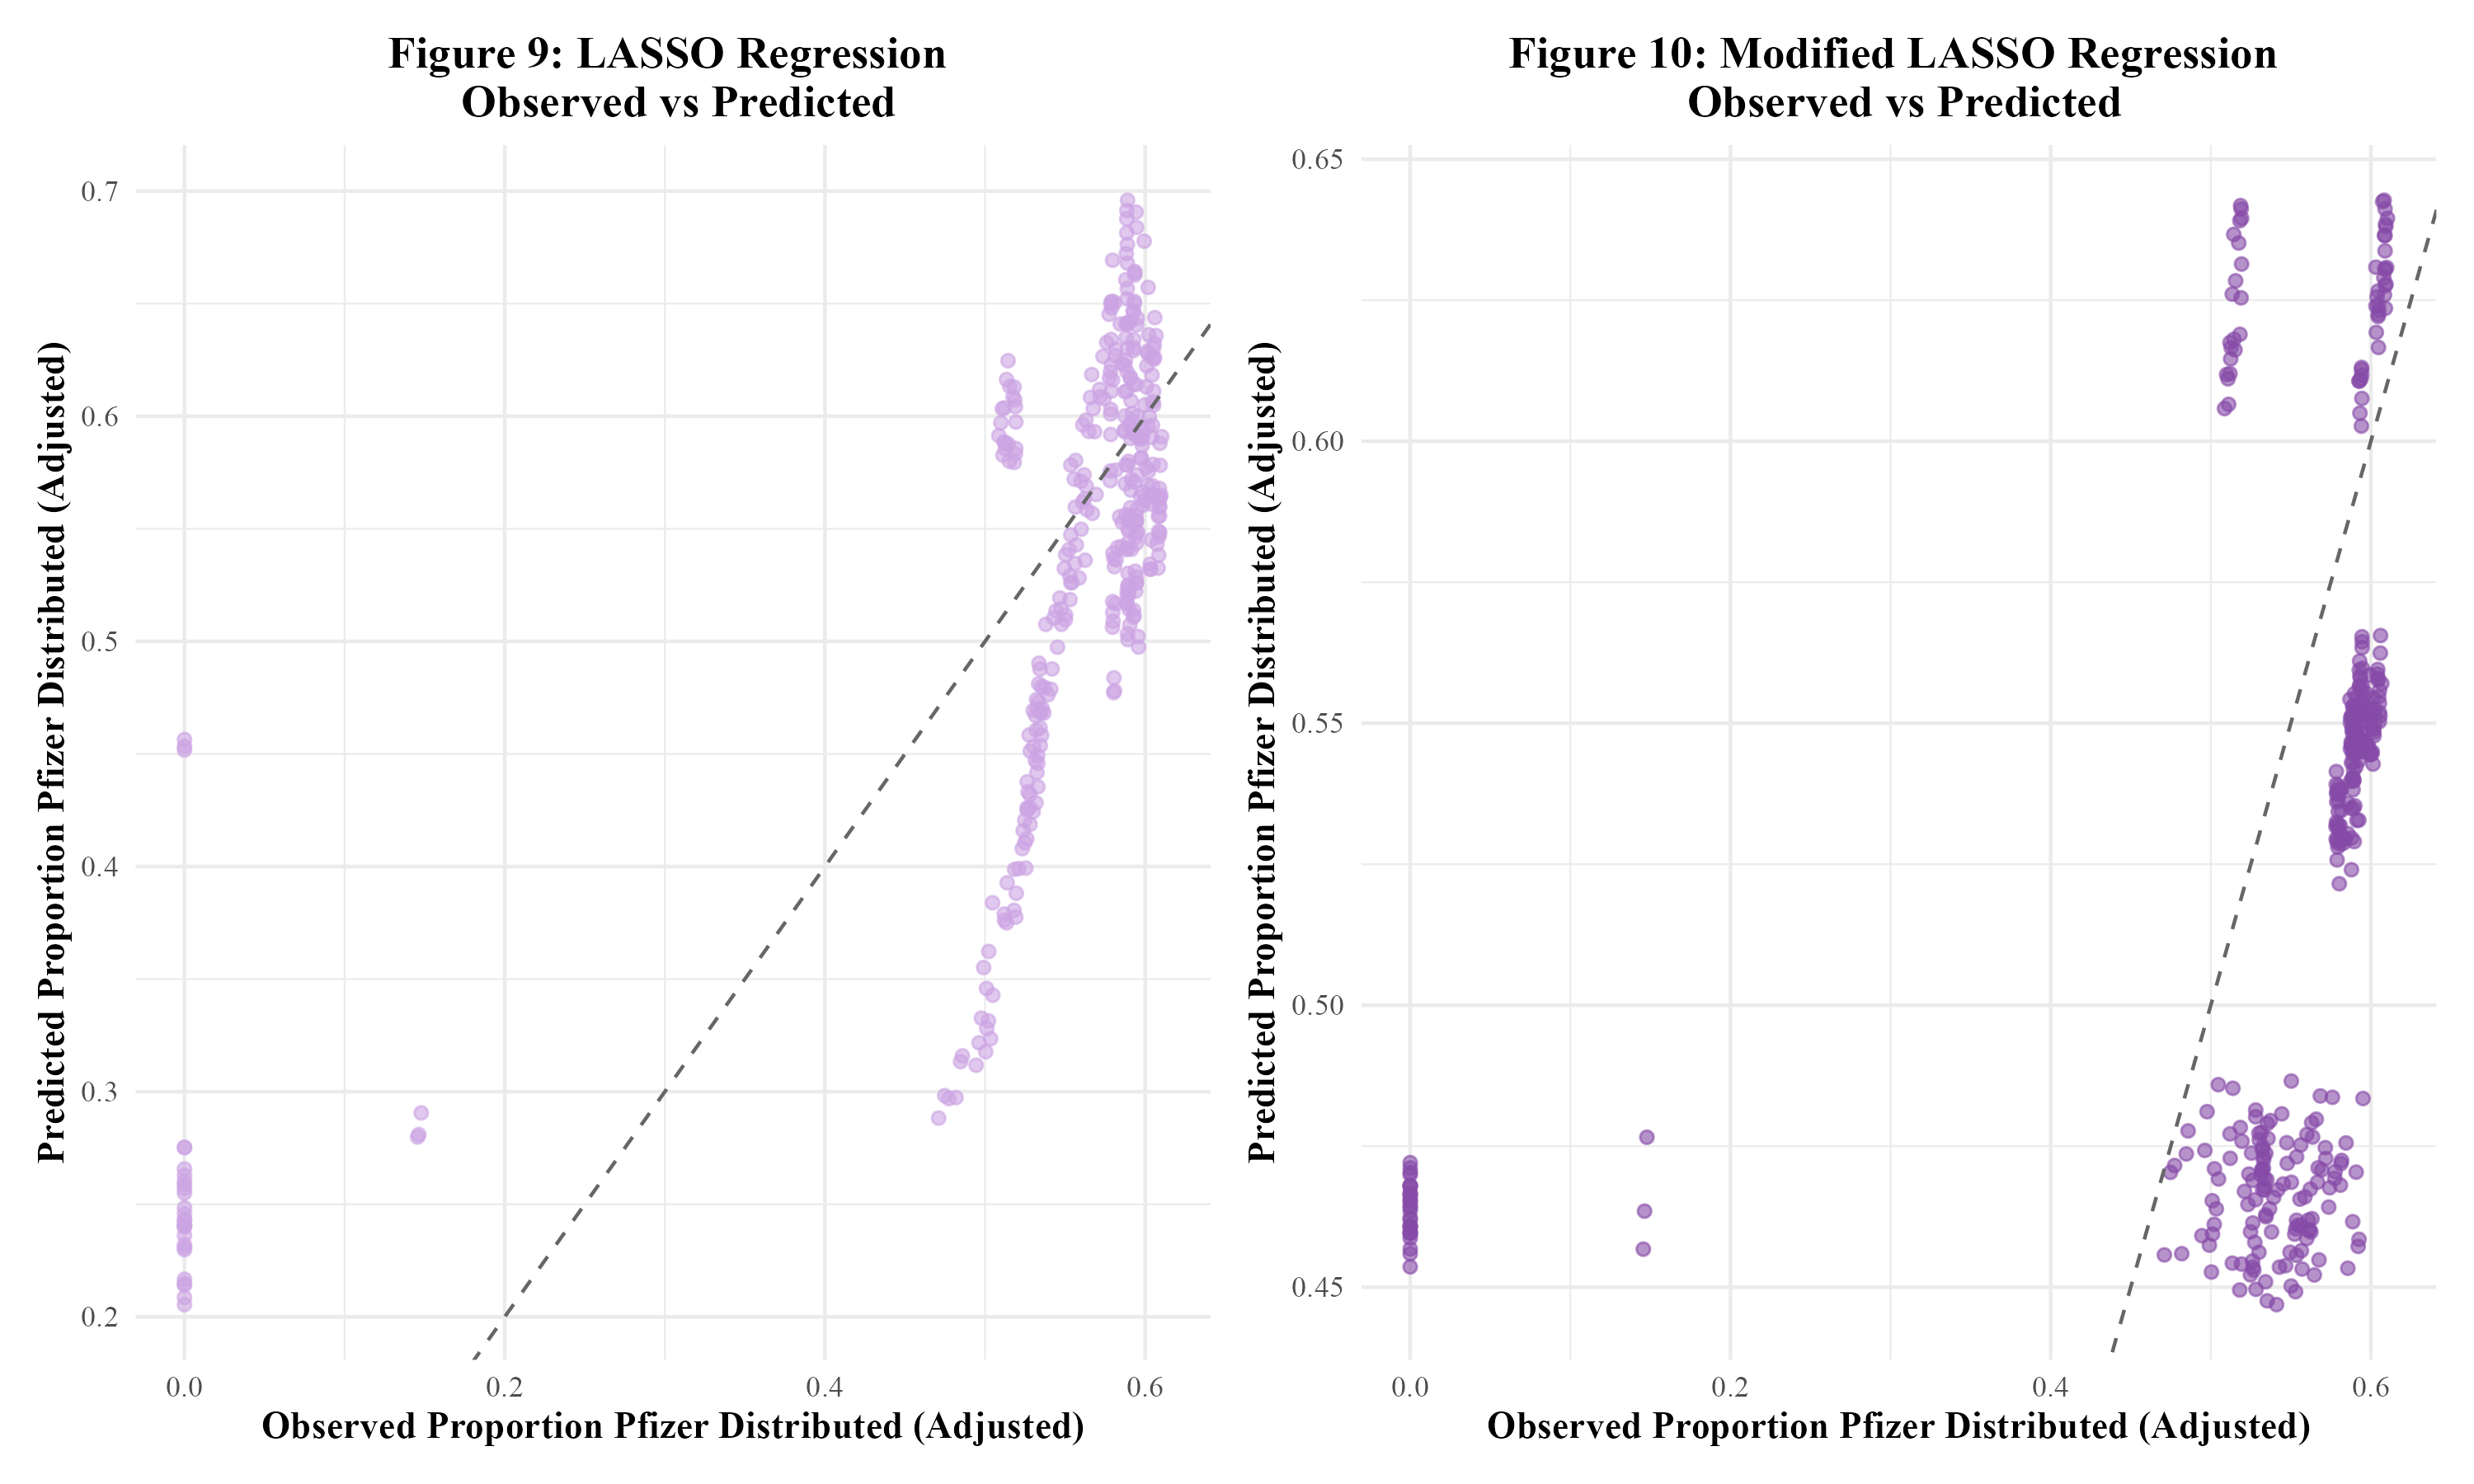 Figure 9: LASSO Regression
Observed vs Predicted
Predicted Proportion Pfizer Distributed (Adjusted)
0.7
0.6
0.5
0.4
0.3
0.2
0.0
0.2
0.4
0.6
Observed Proportion Pfizer Distributed (Adjusted)
Figure 10: Modified LASSO Regression
Observed vs Predicted
Predicted Proportion Pfizer Distributed (Adjusted)
0.65
0.60
0.55
0.50
0.45
0.0
0.2
0.4
0.6
Observed Proportion Pfizer Distributed (Adjusted)